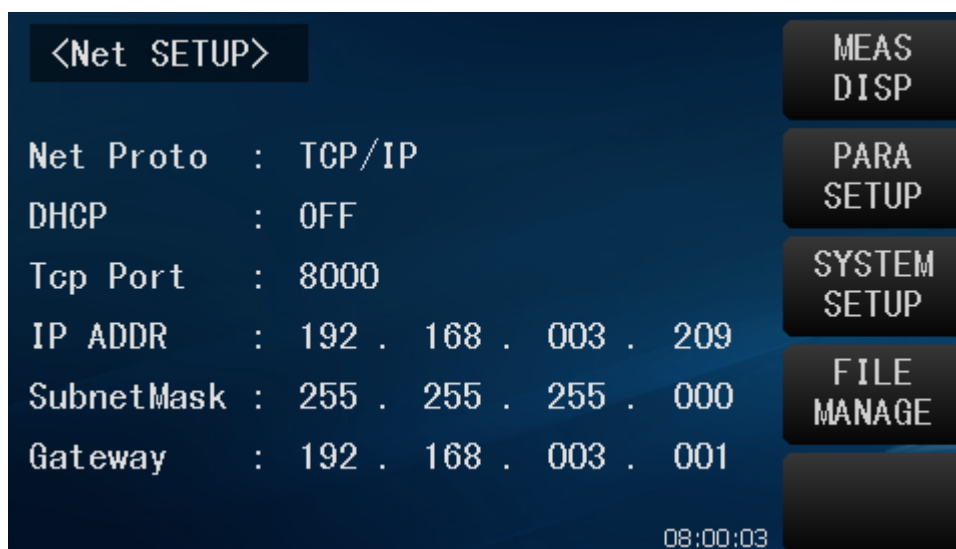 <Net SETUP>
Net Proto : TCP/IP
DHCP : OFF
Tcp Port : 8000
IP ADDR : 192 . 168 . 003 . 209
SubnetMask : 255 . 255 . 255 . 000
Gateway : 192 . 168 . 003 . 001
08:00:03
MEAS
DISP
PARA
SETUP
SYSTEM
SETUP
FILE
MANAGE